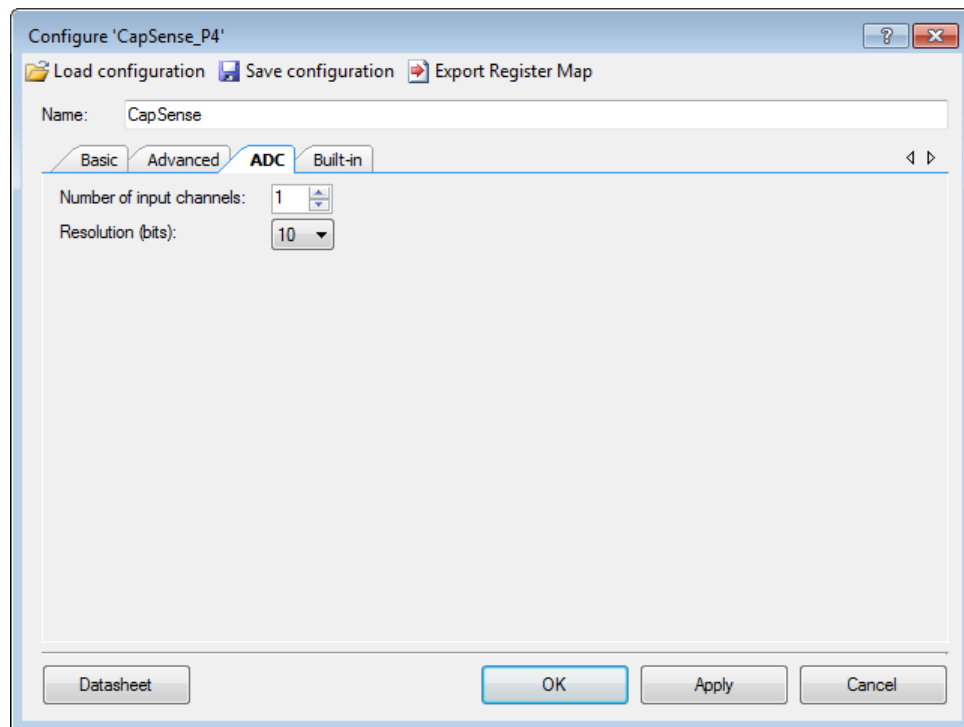 Configure 'CapSense_P4'
Load configuration Save configuration Export Register Map
Name: CapSense
Basic Advanced ADC Built-in
Number of input channels: 1
Resolution (bits): 10
Datasheet OK Apply Cancel